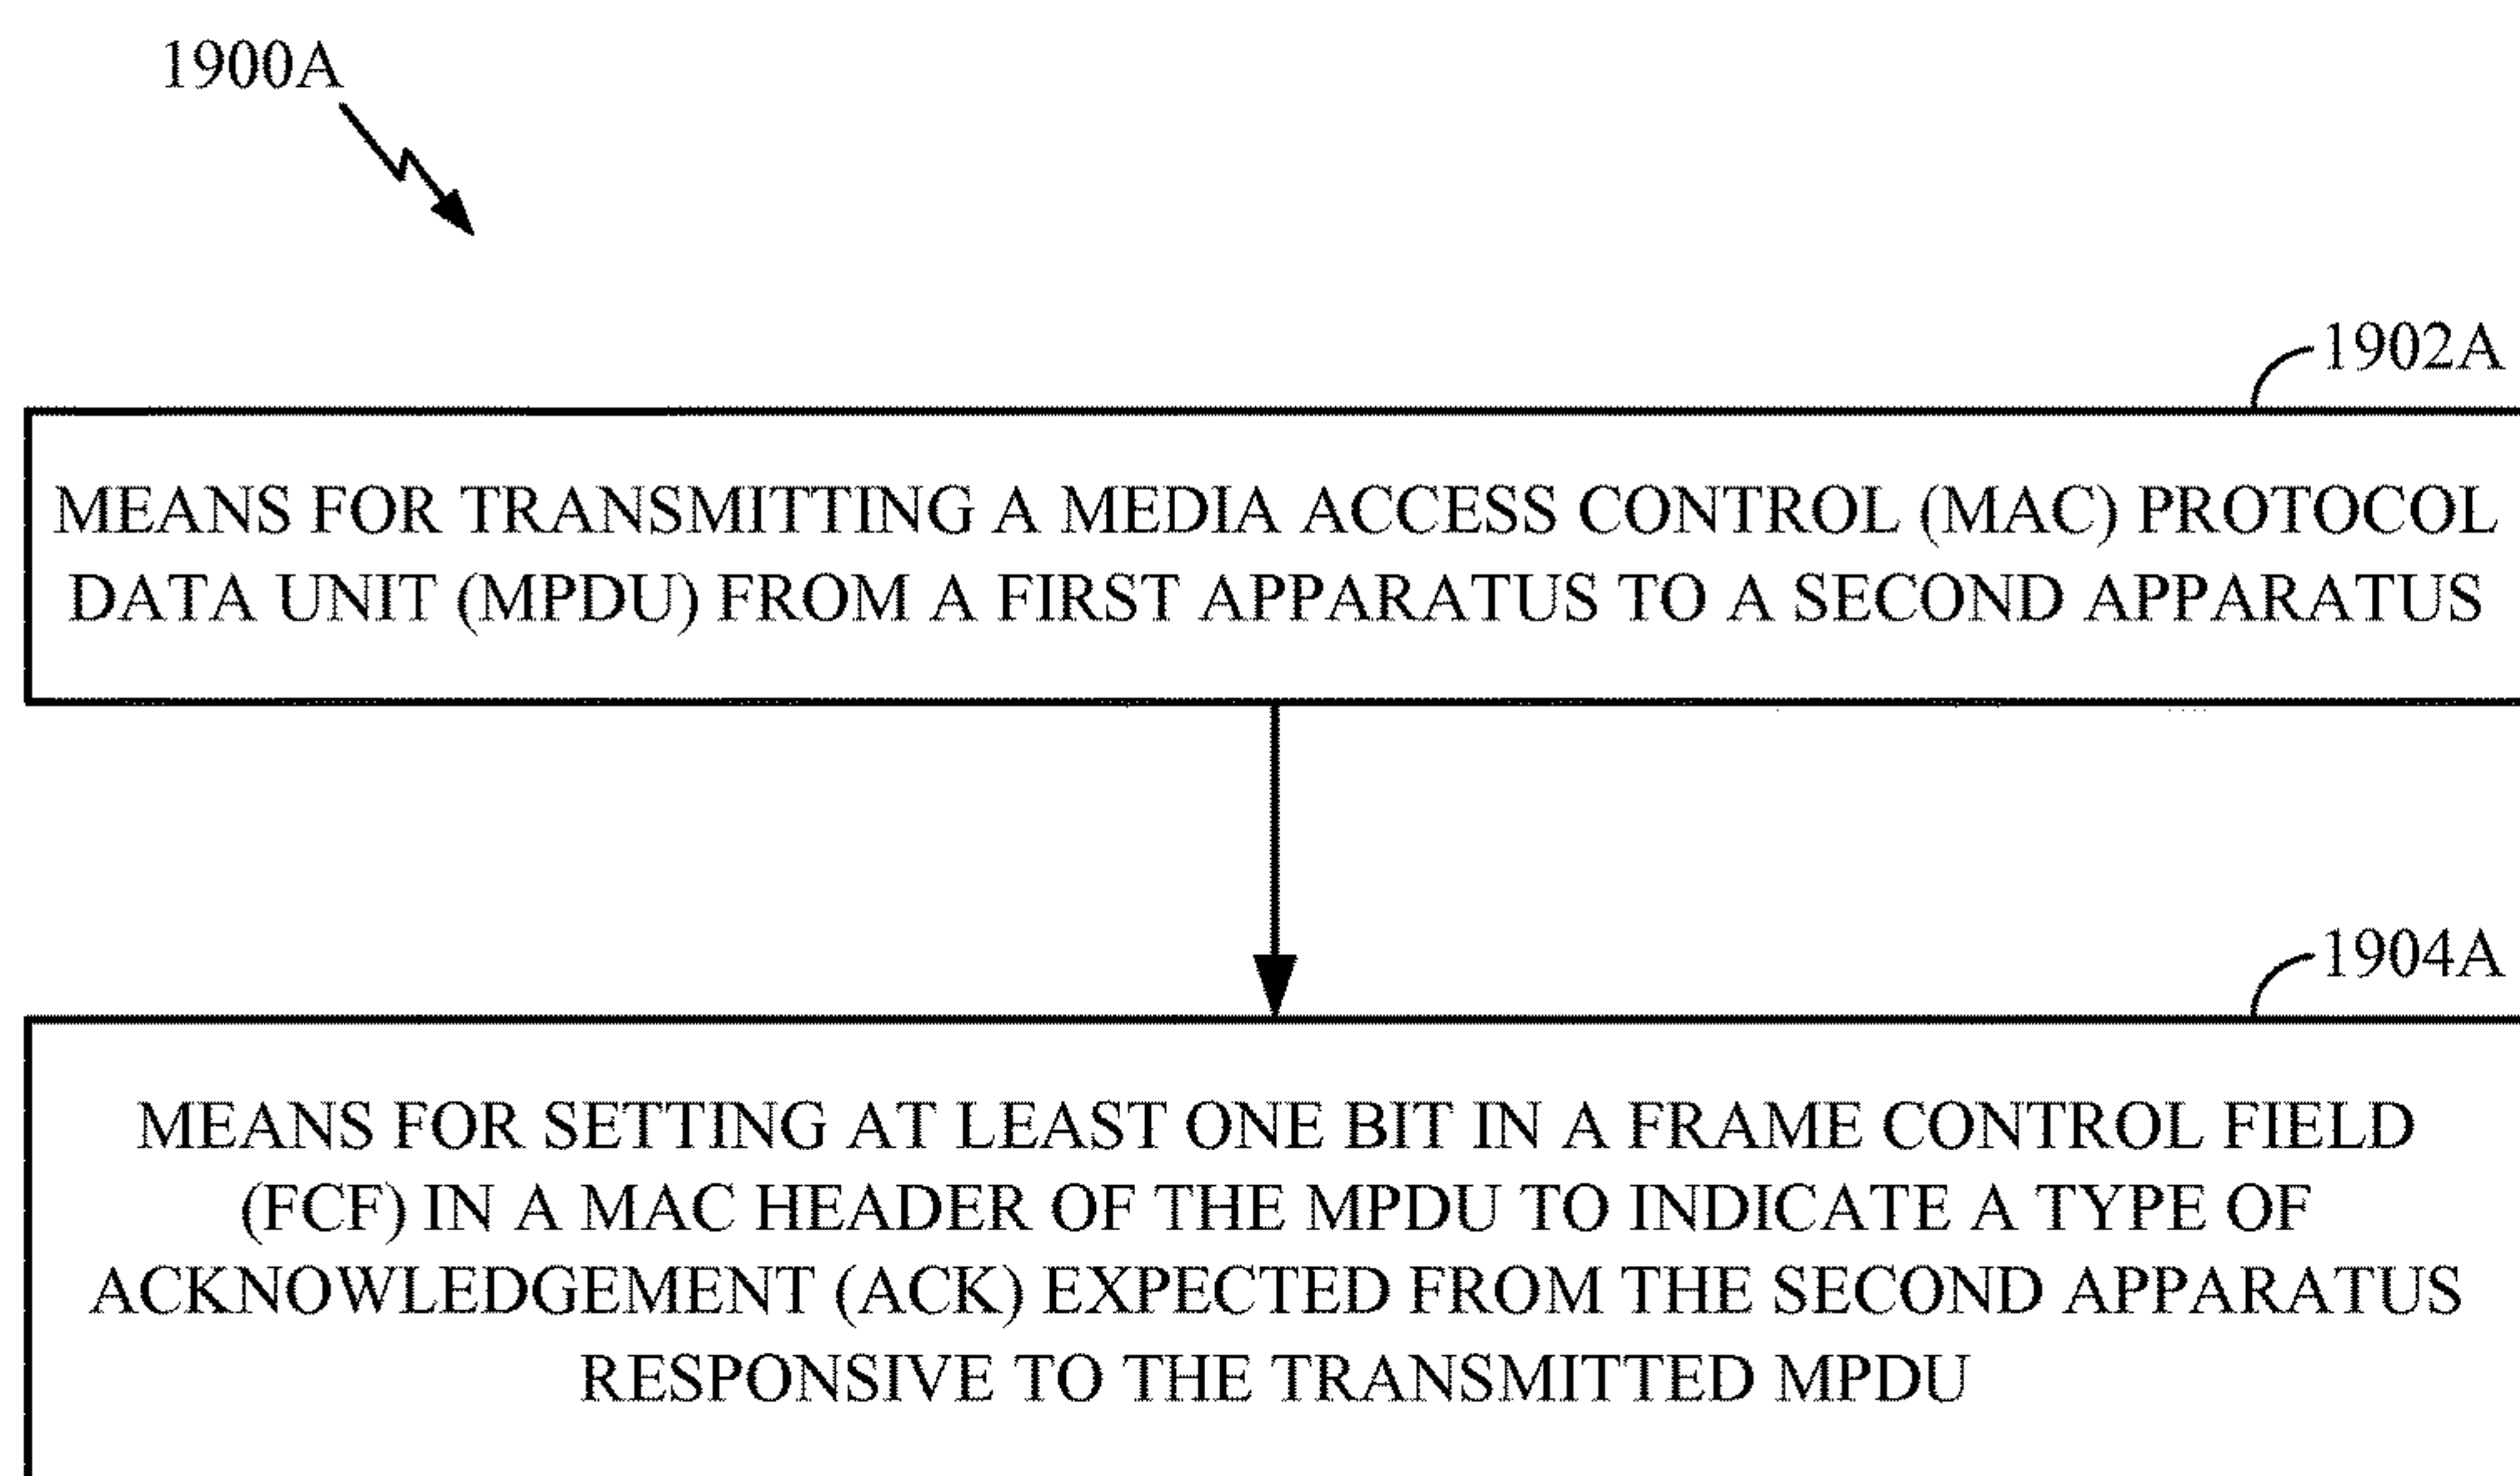 1900A
1902A
MEANS FOR TRANSMITTING A MEDIA ACCESS CONTROL (MAC) PROTOCOL
DATA UNIT (MPDU) FROM A FIRST APPARATUS TO A SECOND APPARATUS
1904A
MEANS FOR SETTING AT LEAST ONE BIT IN A FRAME CONTROL FIELD
(FCF) IN A MAC HEADER OF THE MPDU TO INDICATE A TYPE OF
ACKNOWLEDGEMENT (ACK) EXPECTED FROM THE SECOND APPARATUS
RESPONSIVE TO THE TRANSMITTED MPDU